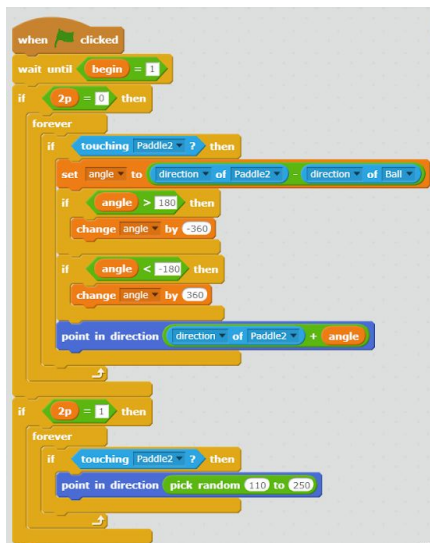 when clicked
wait until begin = 1
if 2p = 0 then
forever
if touching Paddle2 ? then
set angle to direction of Paddle2 - direction of Ball
if angle > 180 then
change angle by -360
if angle < -180 then
change angle by 360
point in direction direction of Paddle2 + angle
if 2p = 1 then
forever
if touching Paddle2 ? then
point in direction pick random 110 to 250